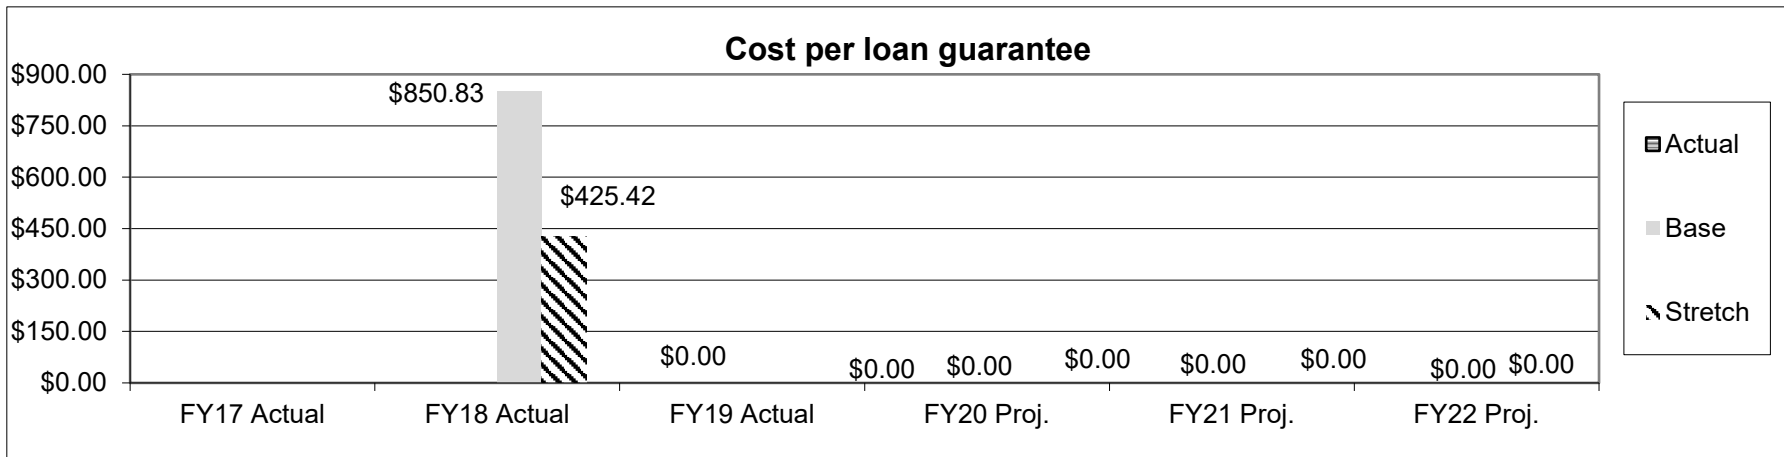 Cost per loan guarantee
$900.00
$750.00
$600.00
$450.00
$300.00
$150.00
$0.00
$850.83
$425.42
$0.00
$0.00
$0.00
$0.00
$0.00
$0.00
$0.00
$0.00
FY17 Actual
FY18 Actual
FY19 Actual
FY20 Proj.
FY21 Proj.
FY22 Proj.
Actual
Base
Stretch